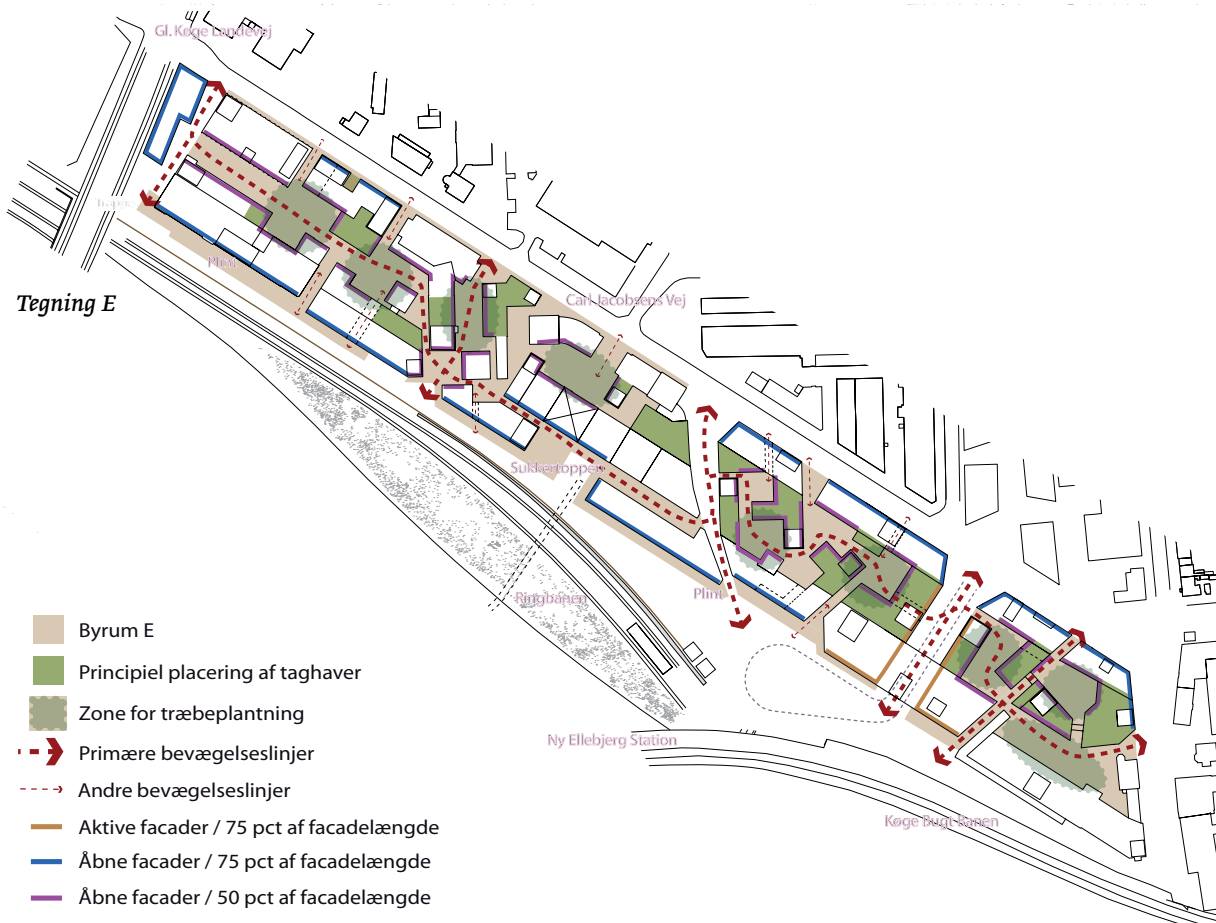 Gl. Køge Landevej
Trappe
Plint
Tegning E
Carl Jacobsens Vej
Sukkertoppen
Ringbanen
Plint
Ny Ellebjerg Station
Køge Bugt Banen
Byrum E
Principiel placering af taghaver
Zone for træbeplantning
Primære bevægelseslinjer
Andre bevægelseslinjer
Aktive facader / 75 pct af facadelængde
Åbne facader / 75 pct af facadelængde
Åbne facader / 50 pct af facadelængde